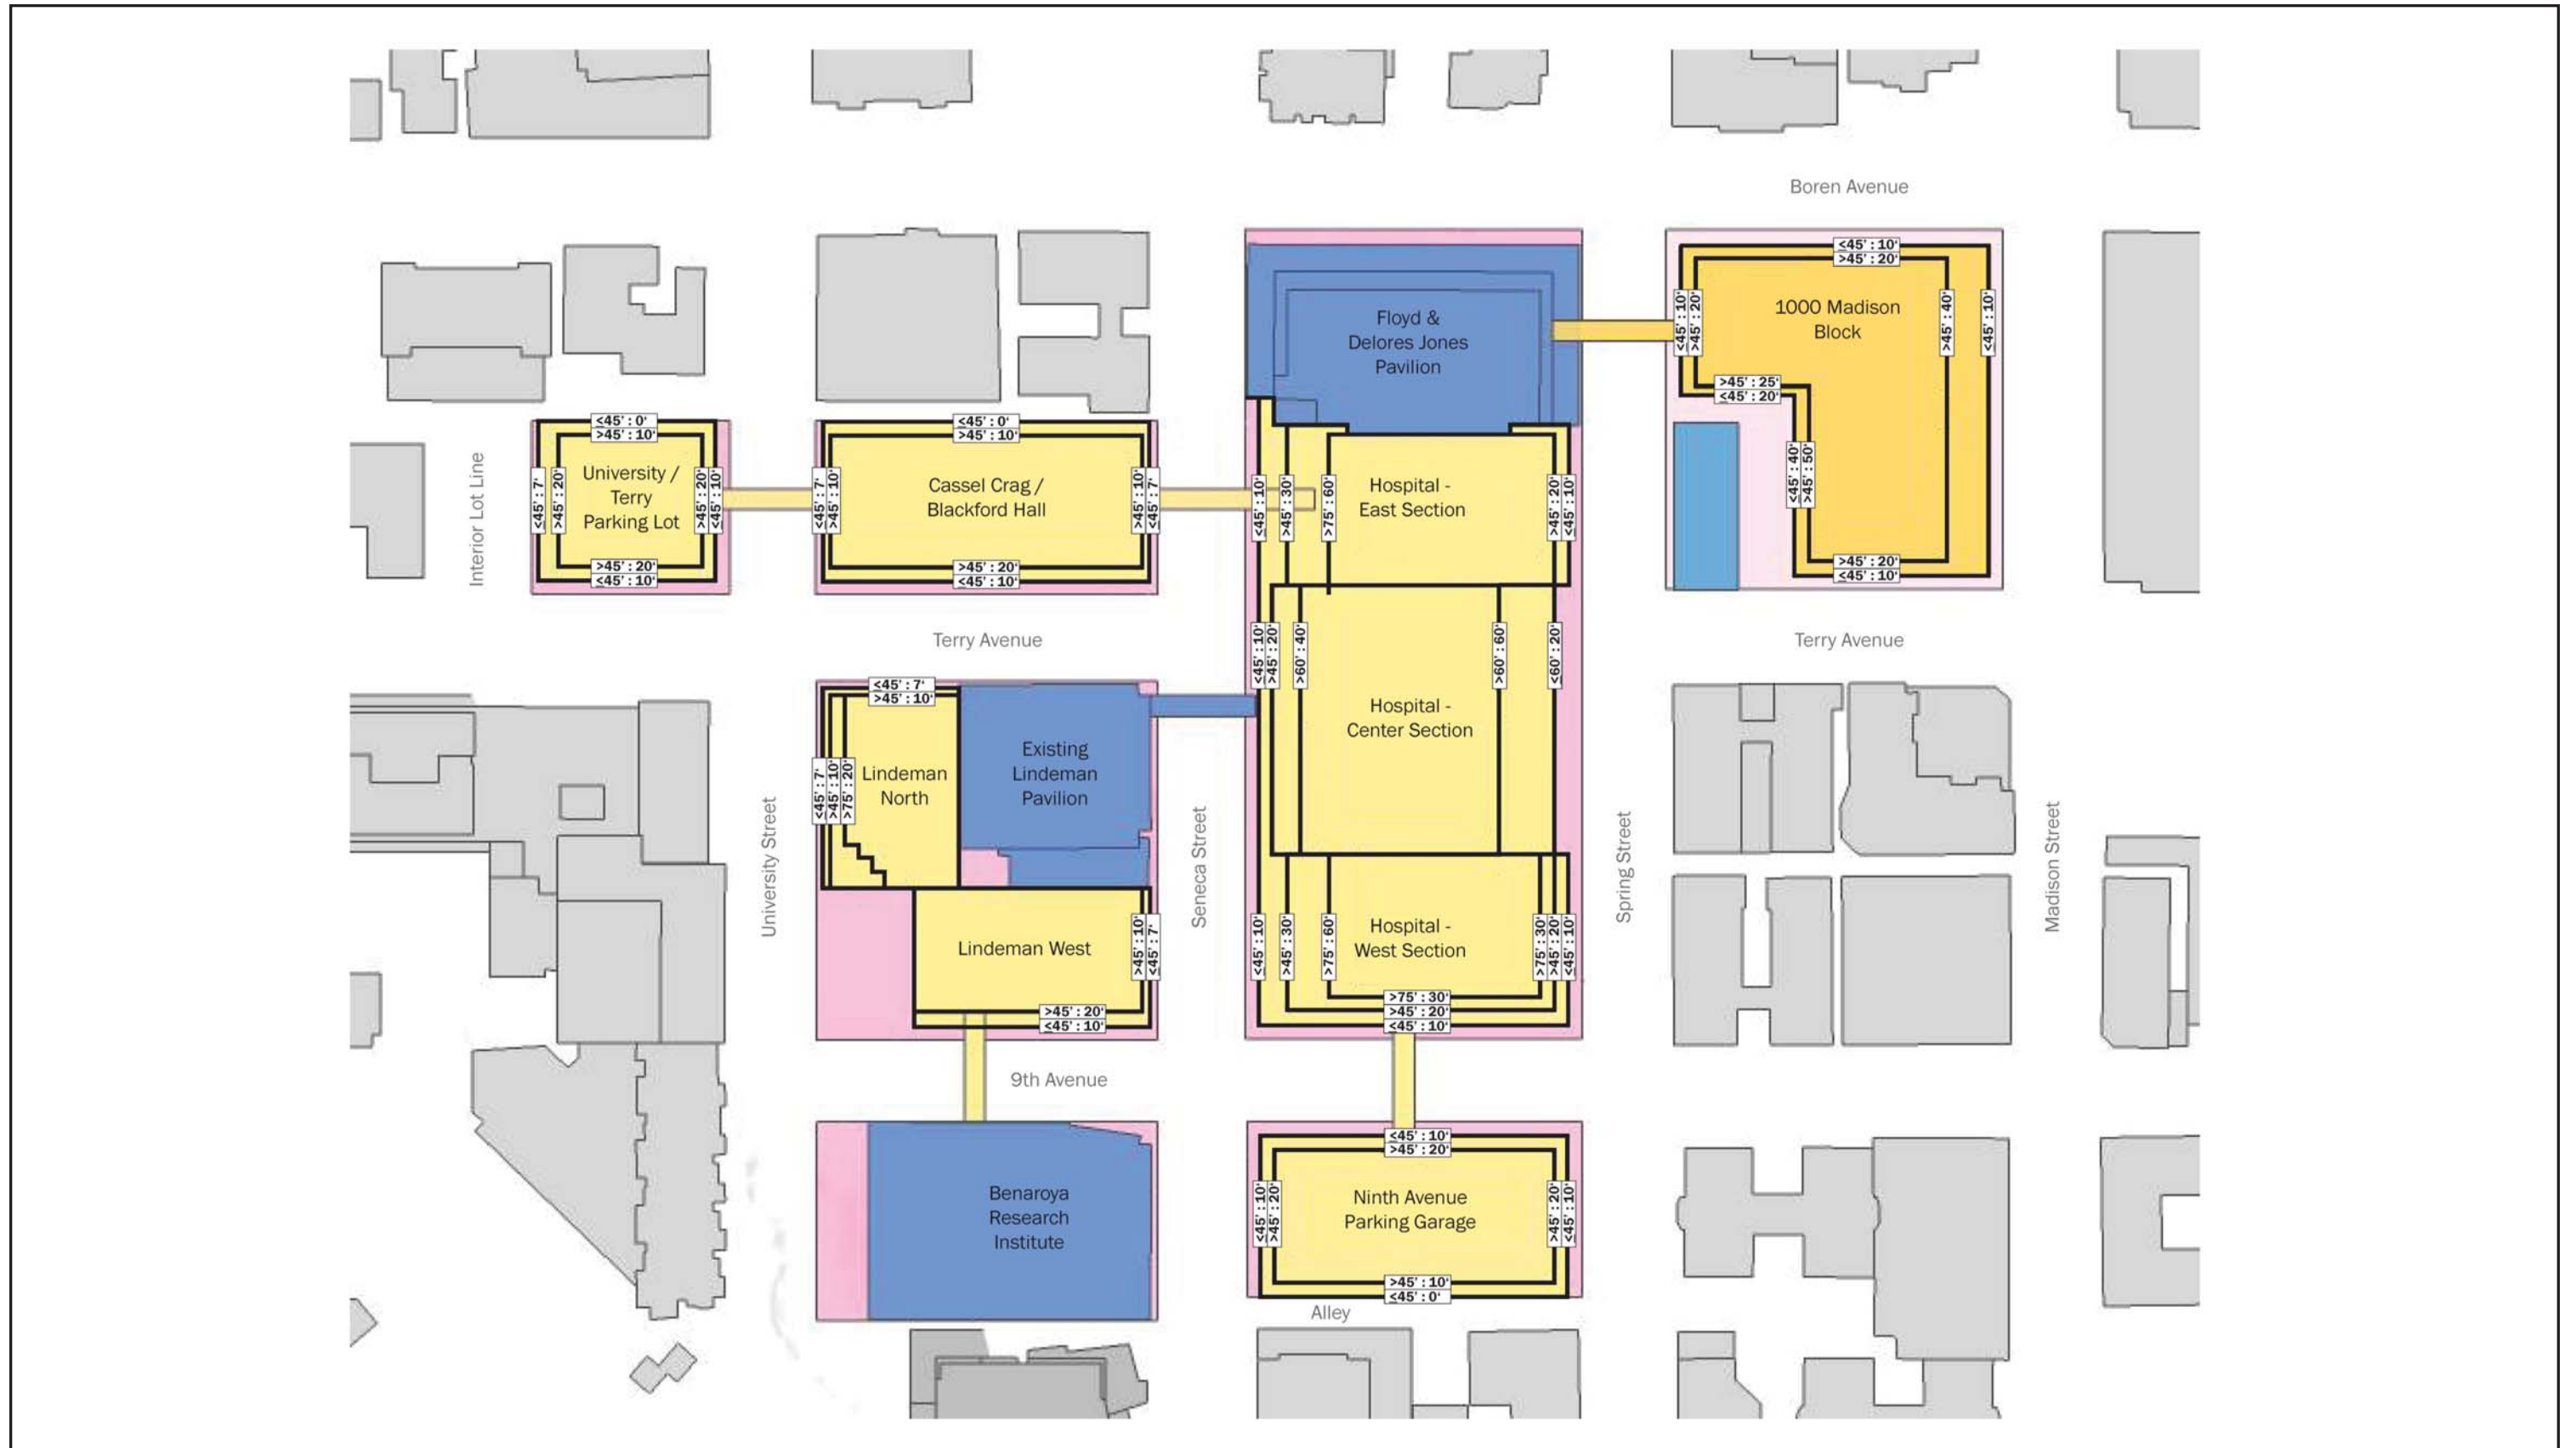 Boren Avenue
≤45' : 10'
>45' : 20'
<45' : 10'
>45' : 20'
>45' : 40'
<45' : 10'
1000 Madison
Block
>45' : 25'
<45' : 20'
<45' : 40'
>45' : 50'
>45' : 20'
<45' : 10'
Floyd &
Delores Jones
Pavilion
Interior Lot Line
≤45' : 0'
>45' : 10'
<45' : 7'
>45' : 20'
University /
Terry
Parking Lot
>45' : 20'
≤45' : 10'
>45' : 20'
≤45' : 10'
≤45' : 0'
>45' : 10'
<45' : 7'
>45' : 10'
Cassel Crag /
Blackford Hall
>45' : 10'
<45' : 7'
>45' : 20'
≤45' : 10'
<45' : 10'
>45' : 30'
>75' : 60'
Hospital -
East Section
>45' : 20'
<45' : 10'
Terry Avenue
Terry Avenue
<45' : 10'
>45' : 20'
>60' : 40'
Hospital -
Center Section
>60' : 60'
<60' : 20'
≤45' : 7'
>45' : 10'
<45' : 7'
>45' : 10'
>75' : 20'
Lindeman
North
Existing
Lindeman
Pavilion
University Street
Seneca Street
Spring Street
Madison Street
Lindeman West
>45' : 10'
<45' : 7'
>45' : 20'
≤45' : 10'
<45' : 10'
>45' : 30'
>75' : 60'
Hospital -
West Section
>75' : 30'
>45' : 20'
<45' : 10'
>75' : 30'
>45' : 20'
≤45' : 10'
9th Avenue
Benaroya
Research
Institute
≤45' : 10'
>45' : 20'
<45' : 10'
>45' : 20'
Ninth Avenue
Parking Garage
>45' : 20'
<45' : 10'
>45' : 10'
≤45' : 0'
Alley